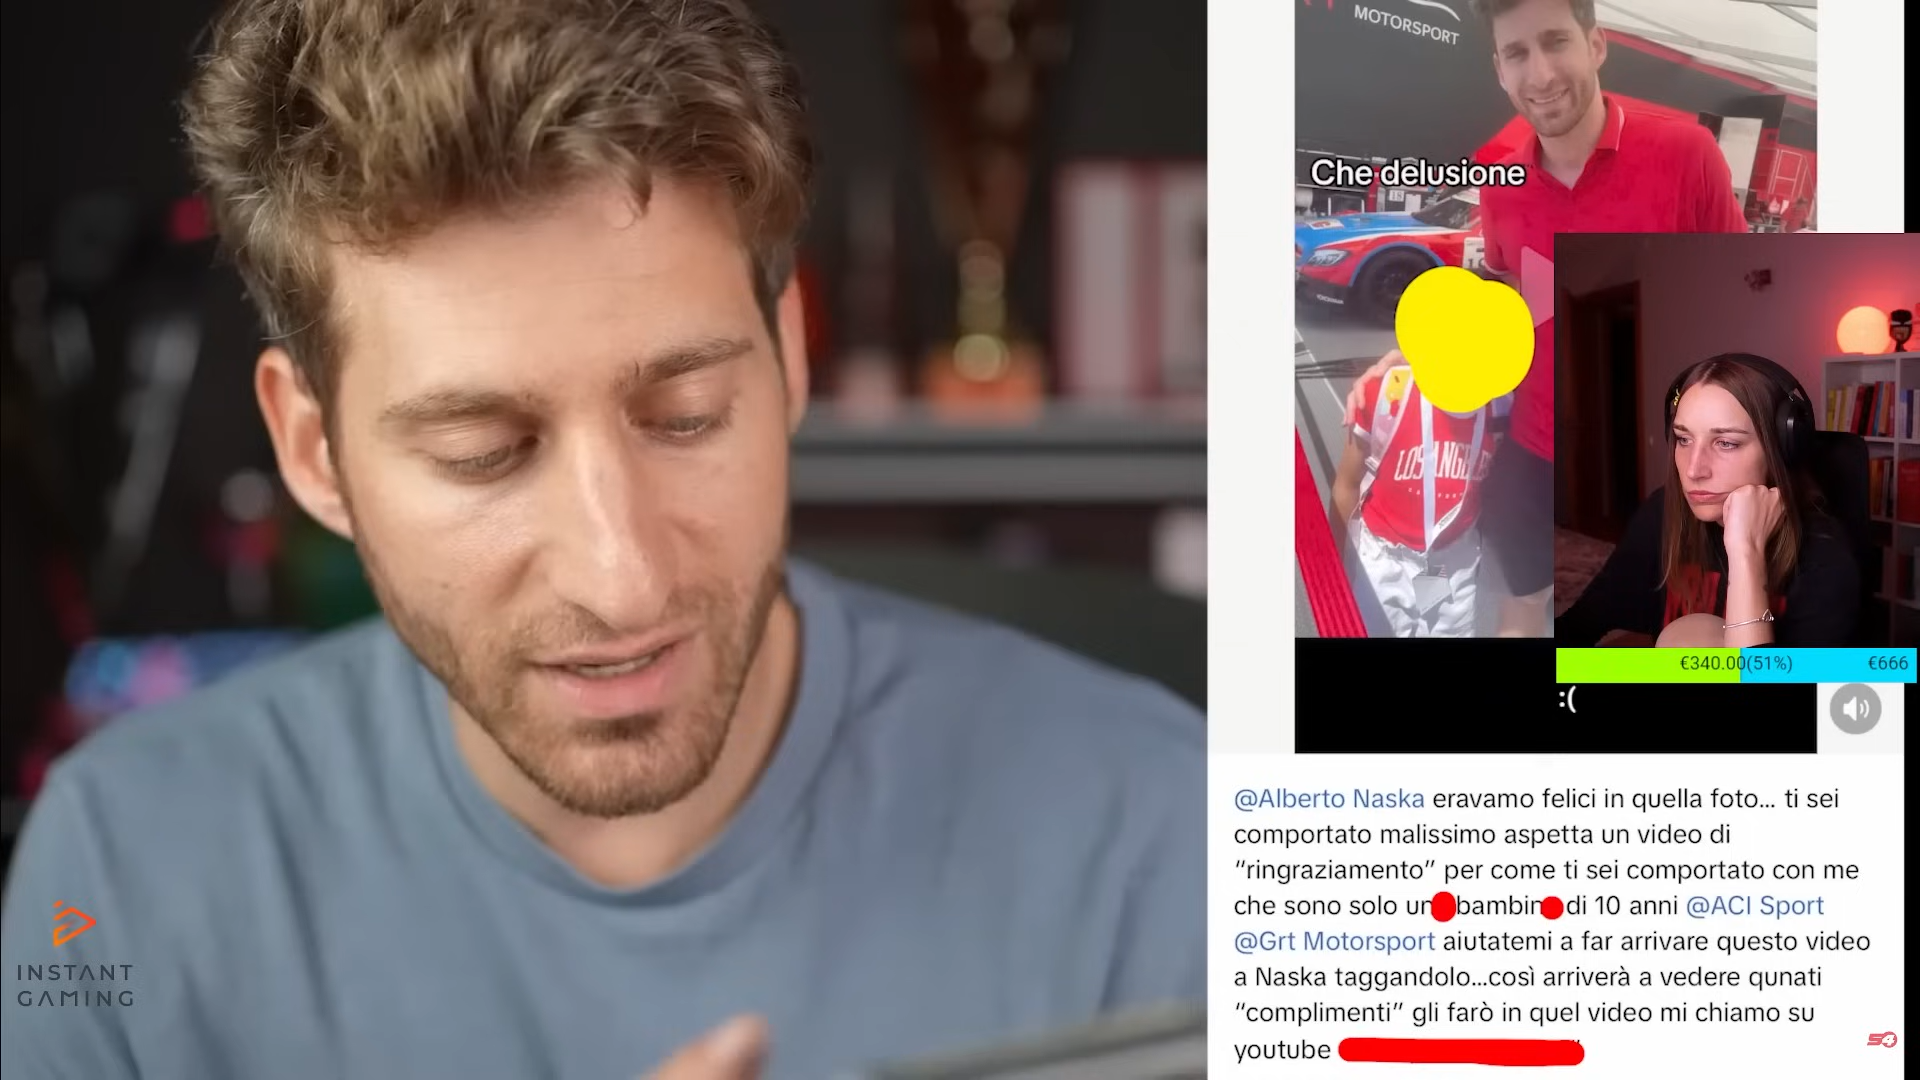 MOTORSPORT
Che delusione
LOS ANGEL
€340.00(51%)
€666
:(
@Alberto Naska eravamo felici in quella foto... ti sei
comportato malissimo aspetta un video di
“ringraziamento” per come ti sei comportato con me
che sono solo un bambin di 10 anni @ACI Sport
@Grt Motorsport aiutatemi a far arrivare questo video
a Naska taggandolo...così arriverà a vedere qunati
“complimenti” gli farò in quel video mi chiamo su
youtube
INSTANT
GAMING
S4